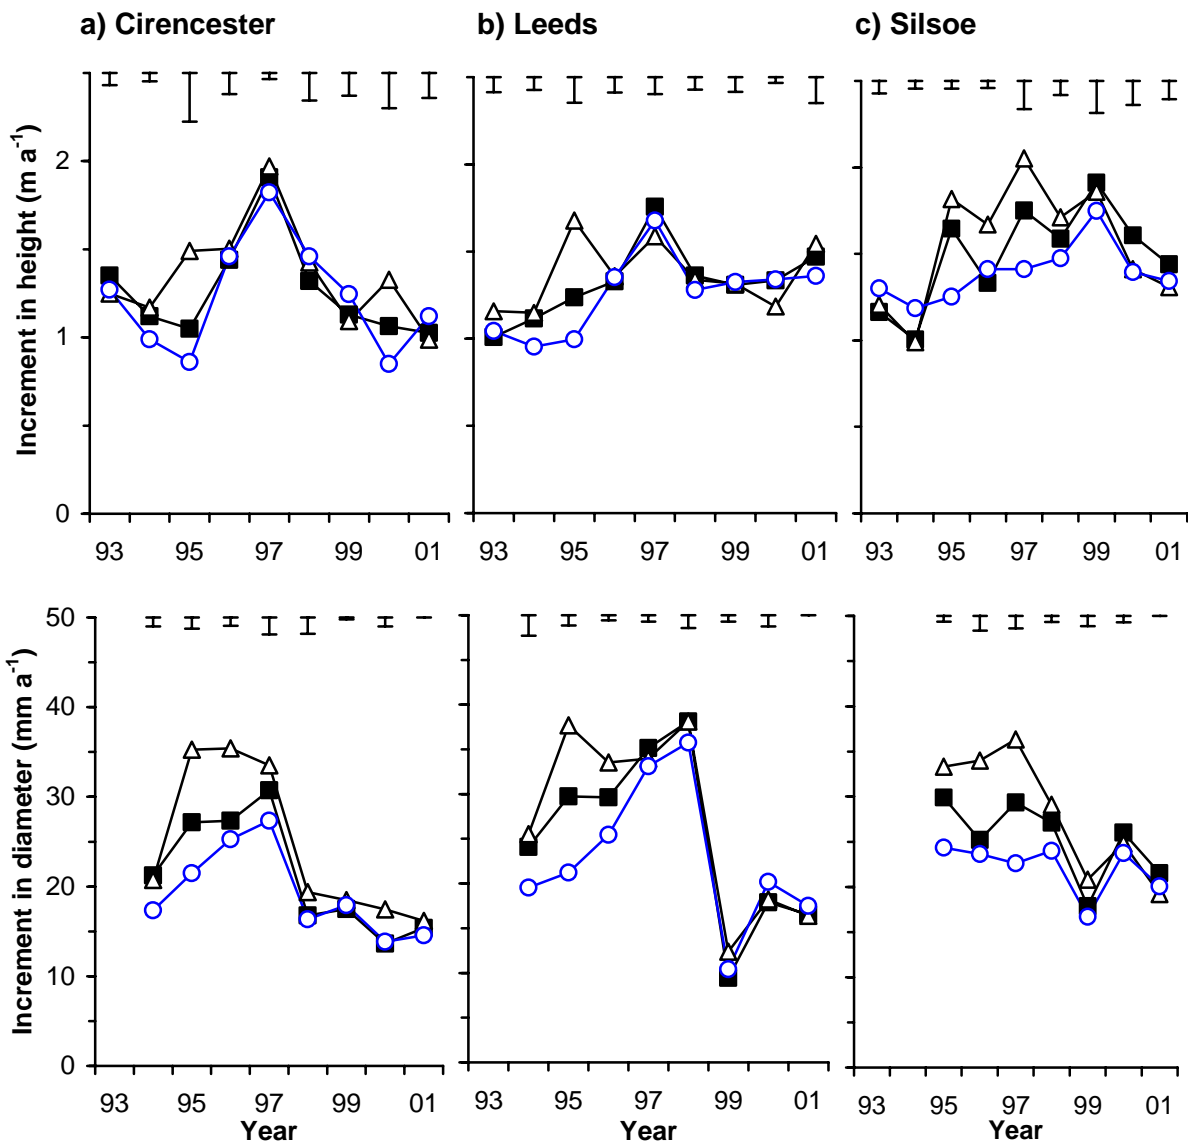 a) Cirencester b) Leeds c) Silsoe
Increment in height (m a⁻¹)
2
1
0
93 95 97 99 01 93 95 97 99 01 93 95 97 99 01
Increment in diameter (mm a⁻¹)
50
40
30
20
10
0
93 95 97 99 01 93 95 97 99 01 93 95 97 99 01
Year Year Year